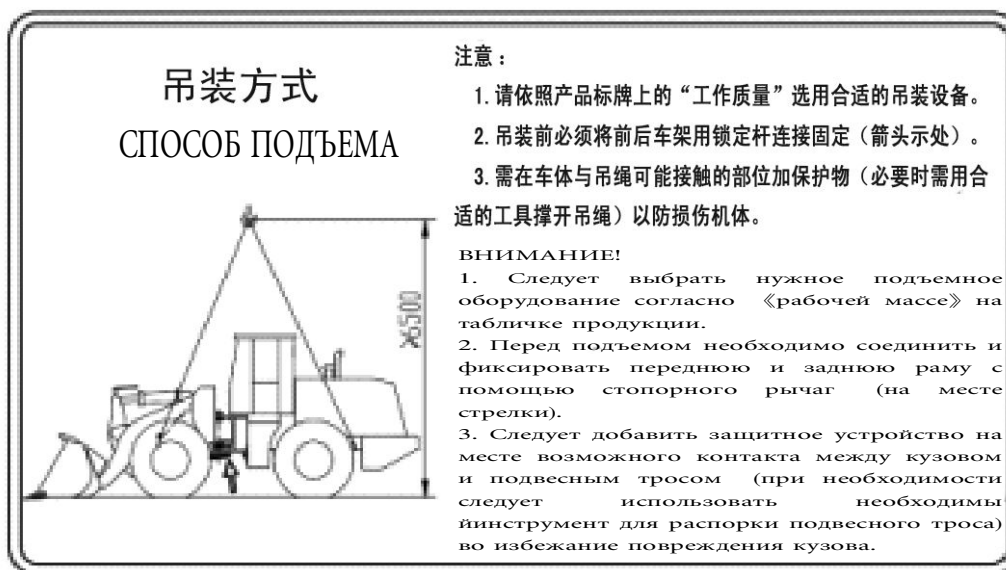 吊装方式
СПОСОБ ПОДЪЕМА
>6500
注意：
1.请依照产品标牌上的“工作质量”选用合适的吊装设备。
2.吊装前必须将前后车架用锁定杆连接固定（箭头示处）。
3.需在车体与吊绳可能接触的部位加保护物（必要时需用合
适的工具撑开吊绳）以防损伤机体。
ВНИМАНИЕ!
1. Следует выбрать нужное подъемное
оборудование согласно 《рабочей массе》 на
табличке продукции.
2. Перед подъемом необходимо соединить и
фиксировать переднюю и заднюю раму с
помощью стопорного рычаг (на месте
стрелки).
3. Следует добавить защитное устройство на
месте возможного контакта между кузовом
и подвесным тросом (при необходимости
следует использовать необходимы
йинструмент для распорки подвесного троса)
во избежание повреждения кузова.